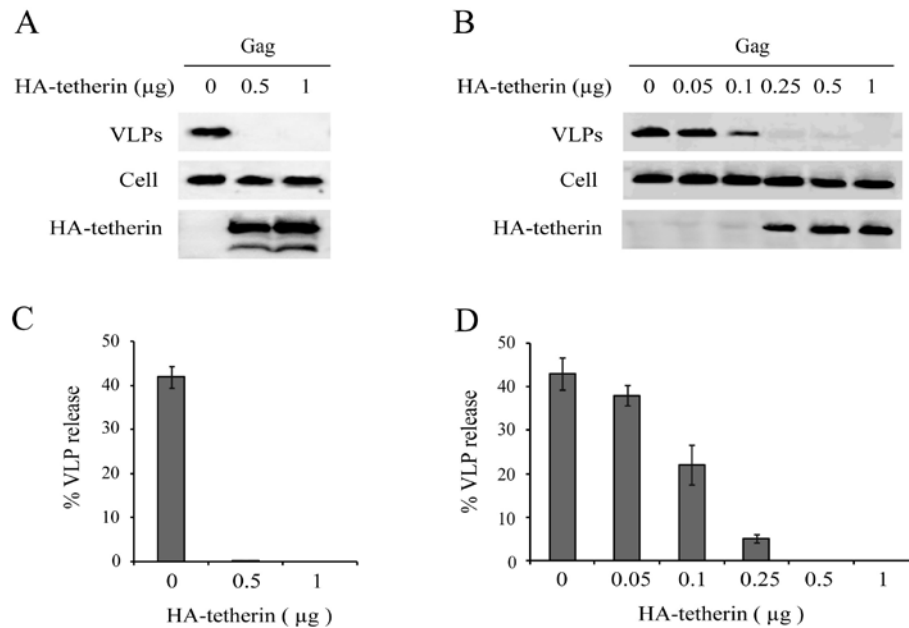 A
Gag
HA-tetherin (µg) 0 0.5 1
VLPs
Cell
HA-tetherin
B
Gag
HA-tetherin (µg) 0 0.05 0.1 0.25 0.5 1
VLPs
Cell
HA-tetherin
C
50
40
30
20
10
0
% VLP release
0 0.5 1
HA-tetherin ( µg )
D
50
40
30
20
10
0
% VLP release
0 0.05 0.1 0.25 0.5 1
HA-tetherin ( µg )